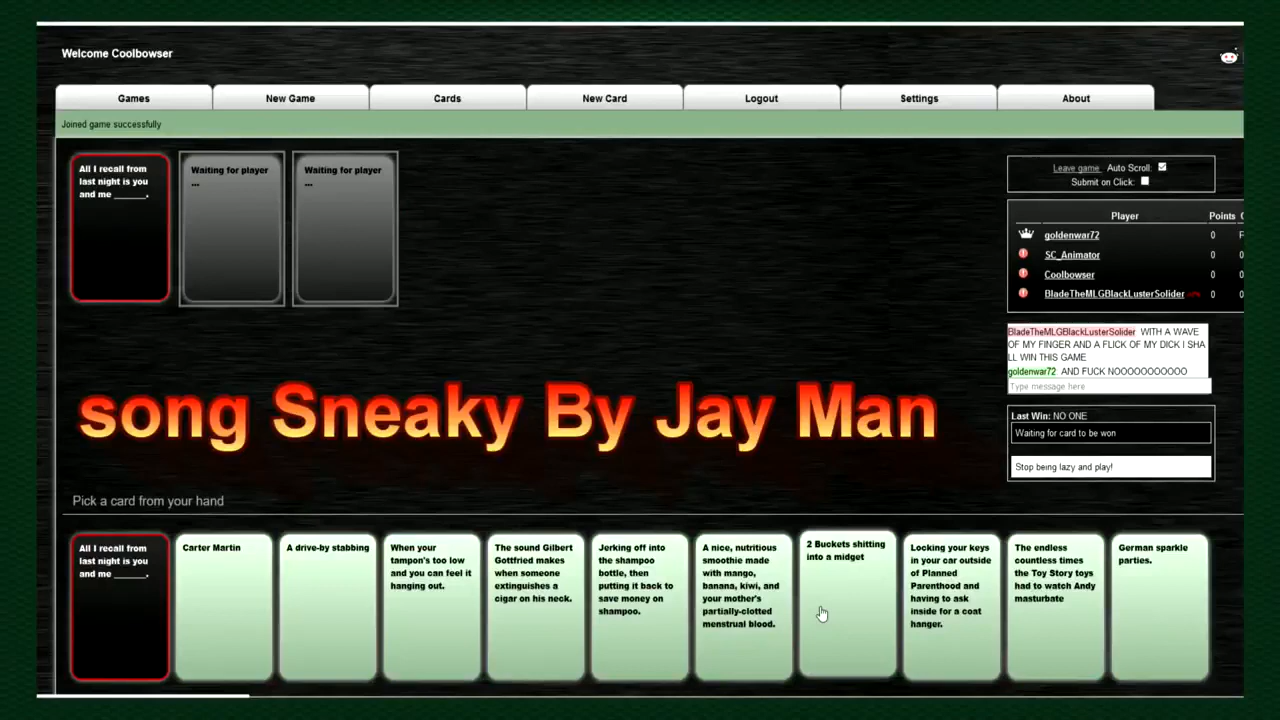 Welcome Coolbowser
Games
New Game
Cards
New Card
Logout
Settings
About
Joined game successfully
All I recall from
last night is you
and me ______.
Waiting for player
...
Waiting for player
...
Leave game Auto Scroll:
Submit on Click:
Player Points
goldenwar72 0 F
SC_Animator 0
Coolbowser 0
BladeTheMLGBlackLusterSolider 0
BladeTheMLGBlackLusterSolider WITH A WAVE
OF MY FINGER AND A FLICK OF MY DICK I SHA
LL WIN THIS GAME
goldenwar72 AND FUCK NOOOOOOOOOOO
Type message here
Last Win: NO ONE
Waiting for card to be won
Stop being lazy and play!
song Sneaky By Jay Man
Pick a card from your hand
All I recall from
last night is you
and me ______.
Carter Martin
A drive-by stabbing
When your
tampon's too low
and you can feel it
hanging out.
The sound Gilbert
Gottfried makes
when someone
extinguishes a
cigar on his neck.
Jerking off into
the shampoo
bottle, then
putting it back to
save money on
shampoo.
A nice, nutritious
smoothie made
with mango,
banana, kiwi, and
your mother's
partially-clotted
menstrual blood.
2 Buckets shitting
into a midget
Locking your keys
in your car outside
of Planned
Parenthood and
having to ask
inside for a coat
hanger.
The endless
countless times
the Toy Story toys
had to watch Andy
masturbate
German sparkle
parties.